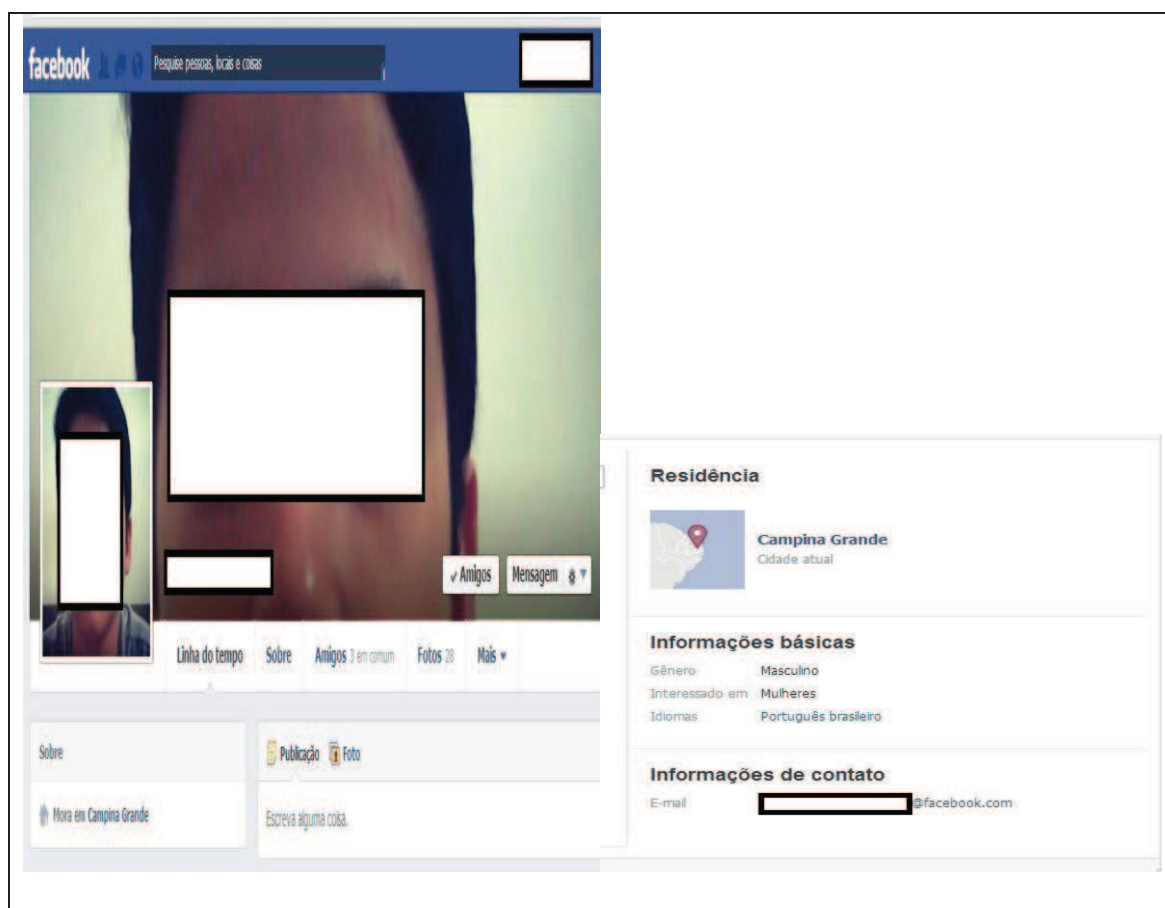 facebook
Pesquise pessoas, locais e coisas
Amigos
Mensagem
Linha do tempo
Sobre
Amigos 3 em comum
Fotos 28
Mais
Sobre
Mora em Campina Grande
Publicação
Foto
Escreva alguma coisa.
Residência
Campina Grande
Cidade atual
Informações básicas
Gênero Masculino
Interessado em Mulheres
Idiomas Português brasileiro
Informações de contato
E-mail @facebook.com